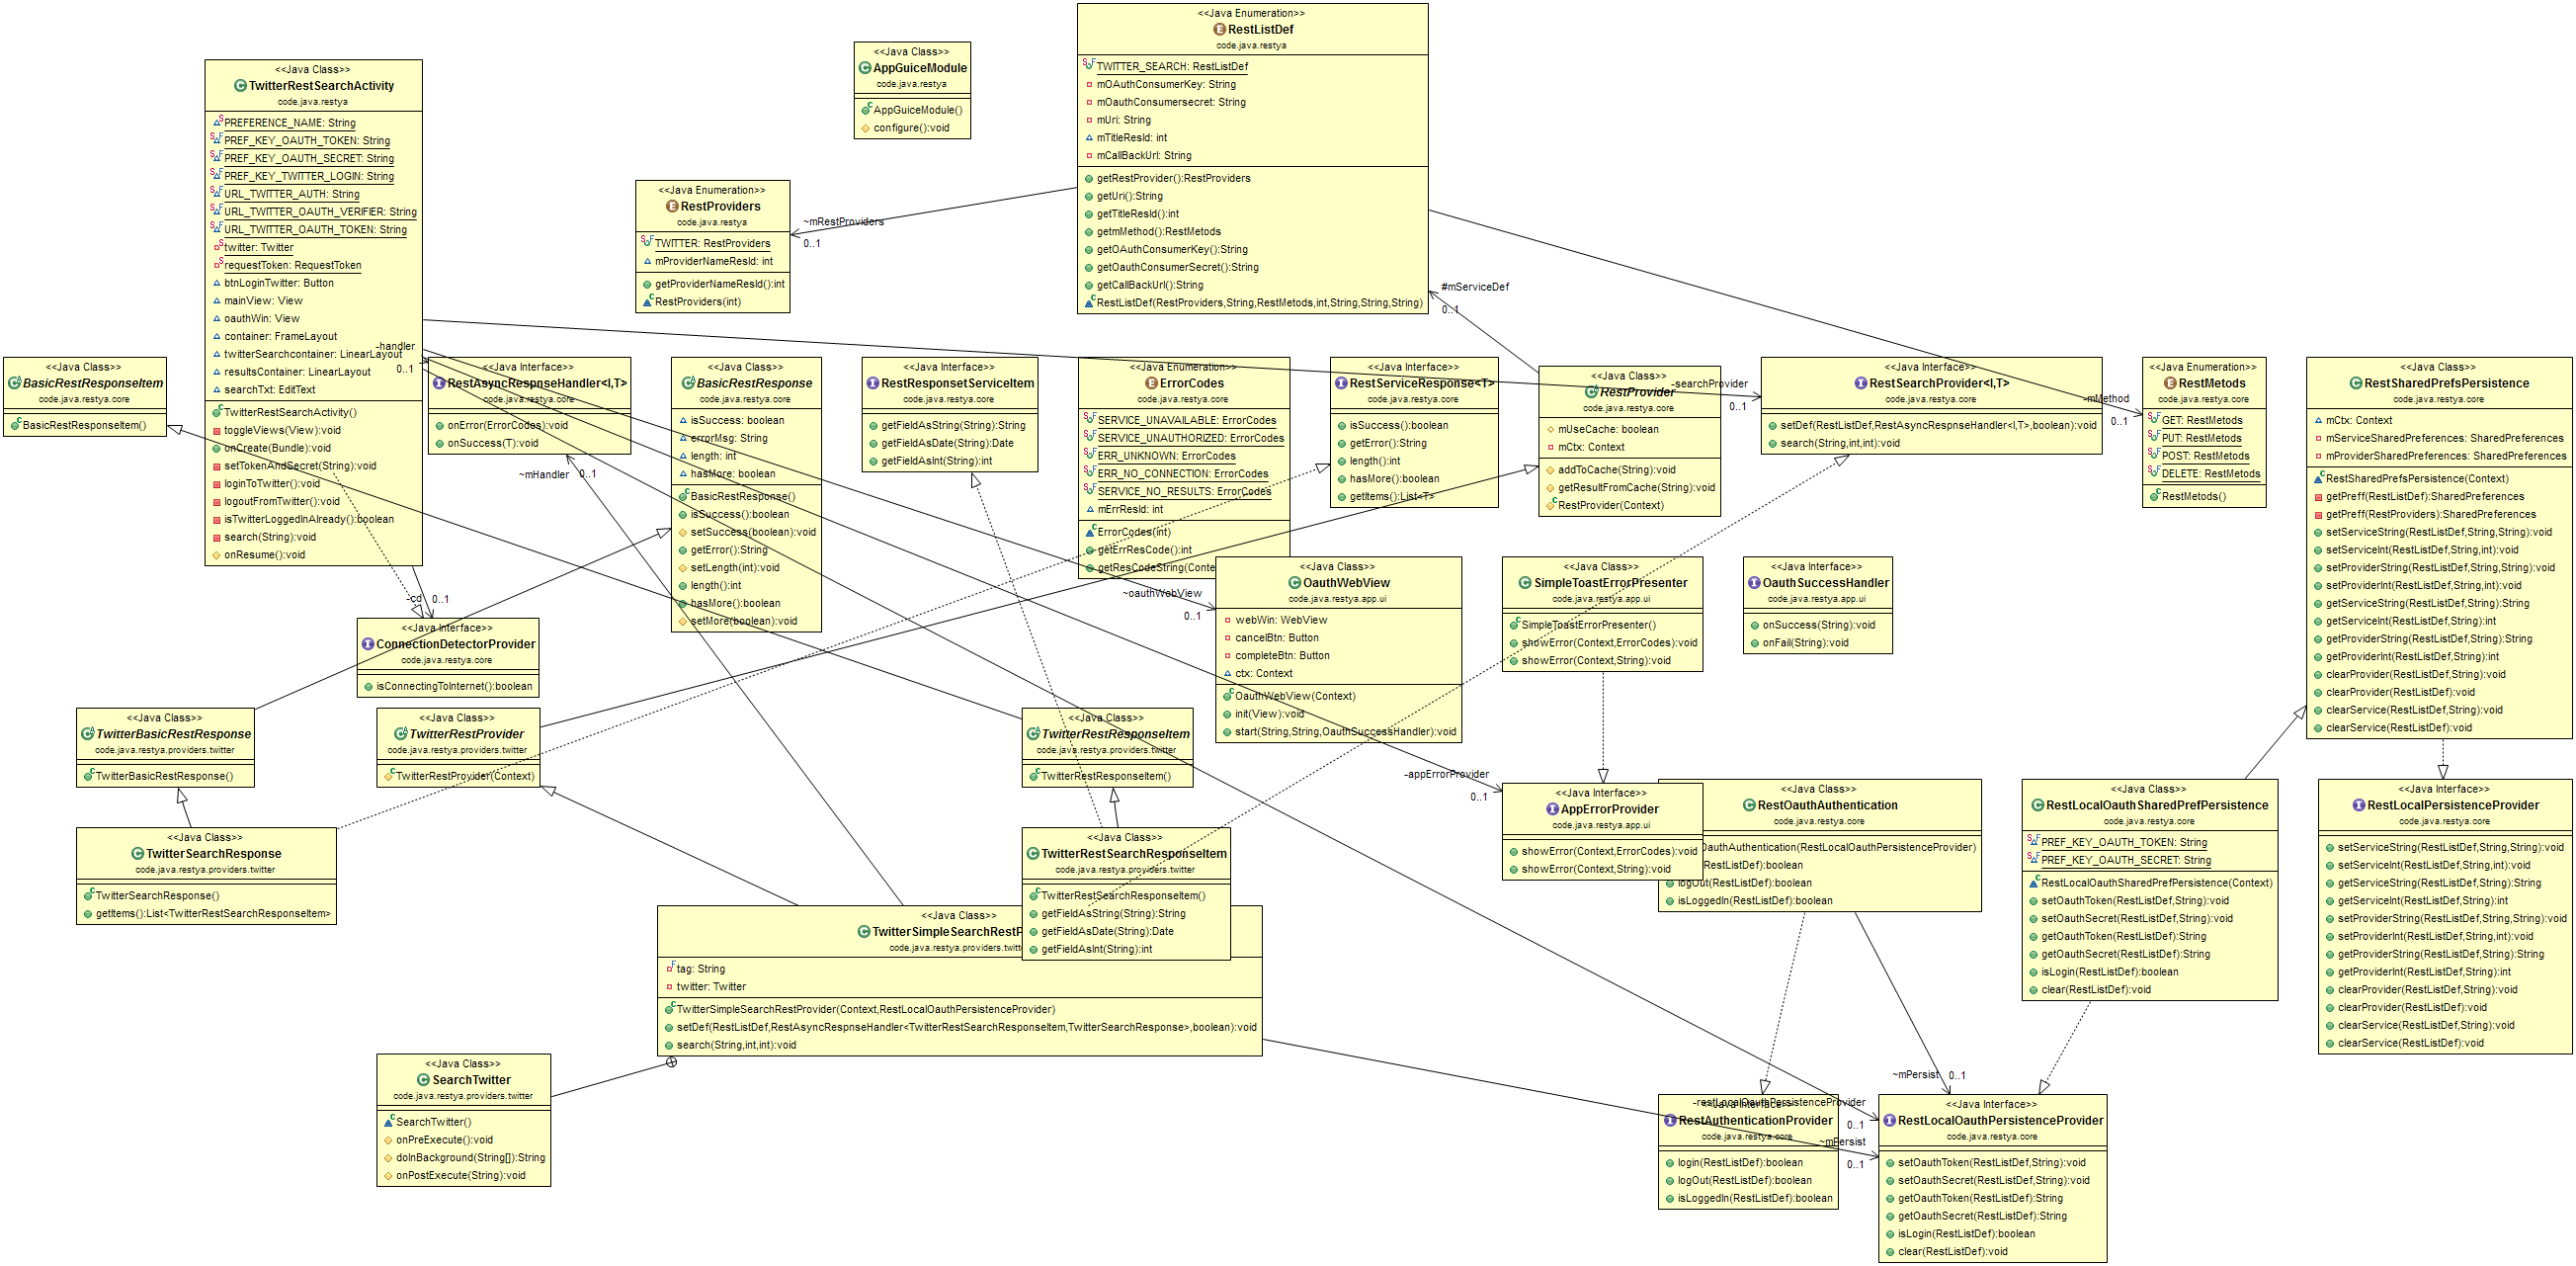 <<Java Enumeration>>
RestListDef
code.java.restya
TWITTER_SEARCH: RestListDef
mOAuthConsumerKey: String
mOauthConsumersecret: String
mUri: String
mTitleResId: int
mCallBackUrl: String
getRestProvider():RestProviders
getUri():String
getTitleResId():int
getmMethod():RestMetods
getOAuthConsumerKey():String
getOauthConsumerSecret():String
getCallBackUrl():String
RestListDef(RestProviders,String,RestMetods,int,String,String,String)
<<Java Class>>
AppGuiceModule
code.java.restya
AppGuiceModule()
configure():void
<<Java Class>>
TwitterRestSearchActivity
code.java.restya
PREFERENCE_NAME: String
PREF_KEY_OAUTH_TOKEN: String
PREF_KEY_OAUTH_SECRET: String
PREF_KEY_TWITTER_LOGIN: String
URL_TWITTER_AUTH: String
URL_TWITTER_OAUTH_VERIFIER: String
URL_TWITTER_OAUTH_TOKEN: String
twitter: Twitter
requestToken: RequestToken
btnLoginTwitter: Button
mainView: View
oauthWin: View
container: FrameLayout
twitterSearchcontainer: LinearLayout
resultsContainer: LinearLayout
searchTxt: EditText
TwitterRestSearchActivity()
toggleViews(View):void
onCreate(Bundle):void
setTokenAndSecret(String):void
loginToTwitter():void
logoutFromTwitter():void
isTwitterLoggedInAlready():boolean
search(String):void
onResume():void
<<Java Enumeration>>
RestProviders
code.java.restya
TWITTER: RestProviders
mProviderNameResId: int
getProviderNameResId():int
RestProviders(int)
~mRestProviders
0..1
#mServiceDef
0..1
-handler
0..1
<<Java Class>>
BasicRestResponseItem
code.java.restya.core
BasicRestResponseItem()
<<Java Interface>>
RestAsyncRespnseHandler<I,T>
code.java.restya.core
onError(ErrorCodes):void
onSuccess(T):void
~mHandler
0..1
<<Java Class>>
BasicRestResponse
code.java.restya.core
isSuccess: boolean
errorMsg: String
length: int
hasMore: boolean
BasicRestResponse()
isSuccess():boolean
setSuccess(boolean):void
getError():String
setLength(int):void
length():int
hasMore():boolean
setMore(boolean):void
<<Java Interface>>
RestResponsetServiceItem
code.java.restya.core
getFieldAsString(String):String
getFieldAsDate(String):Date
getFieldAsInt(String):int
<<Java Enumeration>>
ErrorCodes
code.java.restya.core
SERVICE_UNAVAILABLE: ErrorCodes
SERVICE_UNAUTHORIZED: ErrorCodes
ERR_UNKNOWN: ErrorCodes
ERR_NO_CONNECTION: ErrorCodes
SERVICE_NO_RESULTS: ErrorCodes
mErrResId: int
ErrorCodes(int)
getErrResCode():int
getResCodeString(Conte
<<Java Interface>>
RestServiceResponse<T>
code.java.restya.core
isSuccess():boolean
getError():String
length():int
hasMore():boolean
getItems():List<T>
<<Java Class>>
RestProvider
code.java.restya.core
mUseCache: boolean
mCtx: Context
addToCache(String):void
getResultFromCache(String):void
RestProvider(Context)
-searchProvider
0..1
<<Java Interface>>
RestSearchProvider<I,T>
code.java.restya.core
setDef(RestListDef,RestAsyncRespnseHandler<I,T>,boolean):void
search(String,int,int):void
-mMethod
0..1
<<Java Enumeration>>
RestMetods
code.java.restya.core
GET: RestMetods
PUT: RestMetods
POST: RestMetods
DELETE: RestMetods
RestMetods()
<<Java Class>>
RestSharedPrefsPersistence
code.java.restya.core
mCtx: Context
mServiceSharedPreferences: SharedPreferences
mProviderSharedPreferences: SharedPreferences
RestSharedPrefsPersistence(Context)
getPreff(RestListDef):SharedPreferences
getPreff(RestProviders):SharedPreferences
setServiceString(RestListDef,String,String):void
setServiceInt(RestListDef,String,int):void
setProviderString(RestListDef,String,String):void
setProviderInt(RestListDef,String,int):void
getServiceString(RestListDef,String):String
getServiceInt(RestListDef,String):int
getProviderString(RestListDef,String):String
getProviderInt(RestListDef,String):int
clearProvider(RestListDef,String):void
clearProvider(RestListDef):void
clearService(RestListDef,String):void
clearService(RestListDef):void
-cd
0..1
<<Java Interface>>
ConnectionDetectorProvider
code.java.restya.core
isConnectingToInternet():boolean
~oauthWebView
0..1
<<Java Class>>
OauthWebView
code.java.restya.app.ui
webWin: WebView
cancelBtn: Button
completeBtn: Button
ctx: Context
OauthWebView(Context)
init(View):void
start(String,String,OauthSuccessHandler):void
<<Java Class>>
SimpleToastErrorPresenter
code.java.restya.app.ui
SimpleToastErrorPresenter()
showError(Context,ErrorCodes):void
showError(Context,String):void
<<Java Interface>>
OauthSuccessHandler
code.java.restya.app.ui
onSuccess(String):void
onFail(String):void
<<Java Class>>
TwitterBasicRestResponse
code.java.restya.providers.twitter
TwitterBasicRestResponse()
<<Java Class>>
TwitterRestProvider
code.java.restya.providers.twitter
TwitterRestProvider(Context)
<<Java Class>>
TwitterRestResponseItem
code.java.restya.providers.twitter
TwitterRestResponseItem()
-appErrorProvider
0..1
<<Java Interface>>
AppErrorProvider
code.java.restya.app.ui
showError(Context,ErrorCodes):void
showError(Context,String):void
<<Java Class>>
RestOauthAuthentication
code.java.restya.core
OauthAuthentication(RestLocalOauthPersistenceProvider)
(RestListDef):boolean
logOut(RestListDef):boolean
isLoggedIn(RestListDef):boolean
<<Java Class>>
RestLocalOauthSharedPrefPersistence
code.java.restya.core
PREF_KEY_OAUTH_TOKEN: String
PREF_KEY_OAUTH_SECRET: String
RestLocalOauthSharedPrefPersistence(Context)
setOauthToken(RestListDef,String):void
setOauthSecret(RestListDef,String):void
getOauthToken(RestListDef):String
getOauthSecret(RestListDef):String
isLogin(RestListDef):boolean
clear(RestListDef):void
<<Java Interface>>
RestLocalPersistenceProvider
code.java.restya.core
setServiceString(RestListDef,String,String):void
setServiceInt(RestListDef,String,int):void
getServiceString(RestListDef,String):String
getServiceInt(RestListDef,String):int
setProviderString(RestListDef,String,String):void
setProviderInt(RestListDef,String,int):void
getProviderString(RestListDef,String):String
getProviderInt(RestListDef,String):int
clearProvider(RestListDef,String):void
clearProvider(RestListDef):void
clearService(RestListDef,String):void
clearService(RestListDef):void
<<Java Class>>
TwitterSearchResponse
code.java.restya.providers.twitter
TwitterSearchResponse()
getItems():List<TwitterRestSearchResponseItem>
<<Java Class>>
TwitterRestSearchResponseItem
code.java.restya.providers.twitter
TwitterRestSearchResponseItem()
getFieldAsString(String):String
getFieldAsDate(String):Date
getFieldAsInt(String):int
<<Java Class>>
TwitterSimpleSearchRestP
code.java.restya.providers.twitt
tag: String
twitter: Twitter
TwitterSimpleSearchRestProvider(Context,RestLocalOauthPersistenceProvider)
setDef(RestListDef,RestAsyncRespnseHandler<TwitterRestSearchResponseItem,TwitterSearchResponse>,boolean):void
search(String,int,int):void
<<Java Class>>
SearchTwitter
code.java.restya.providers.twitter
SearchTwitter()
onPreExecute():void
doInBackground(String[]):String
onPostExecute(String):void
~mPersist
0..1
-restLocalOauthPersistenceProvider
0..1
~mPersist
0..1
<<Java Interface>>
RestAuthenticationProvider
code.java.restya.core
login(RestListDef):boolean
logOut(RestListDef):boolean
isLoggedIn(RestListDef):boolean
<<Java Interface>>
RestLocalOauthPersistenceProvider
code.java.restya.core
setOauthToken(RestListDef,String):void
setOauthSecret(RestListDef,String):void
getOauthToken(RestListDef):String
getOauthSecret(RestListDef):String
isLogin(RestListDef):boolean
clear(RestListDef):void